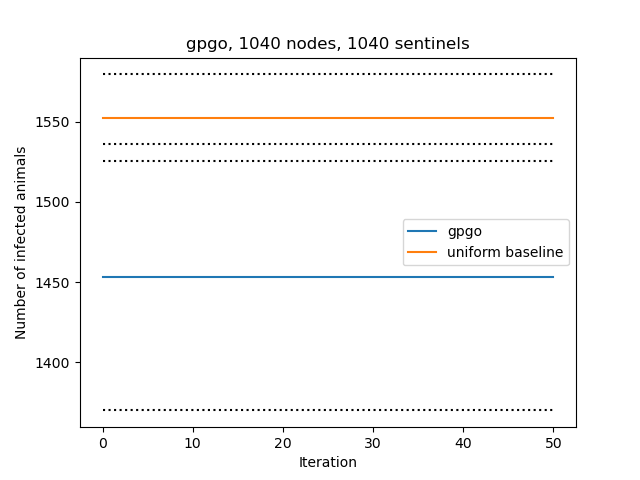 gpgo, 1040 nodes, 1040 sentinels
Number of infected animals
1550
1500
1450
1400
gpgo
uniform baseline
0 10 20 30 40 50
Iteration